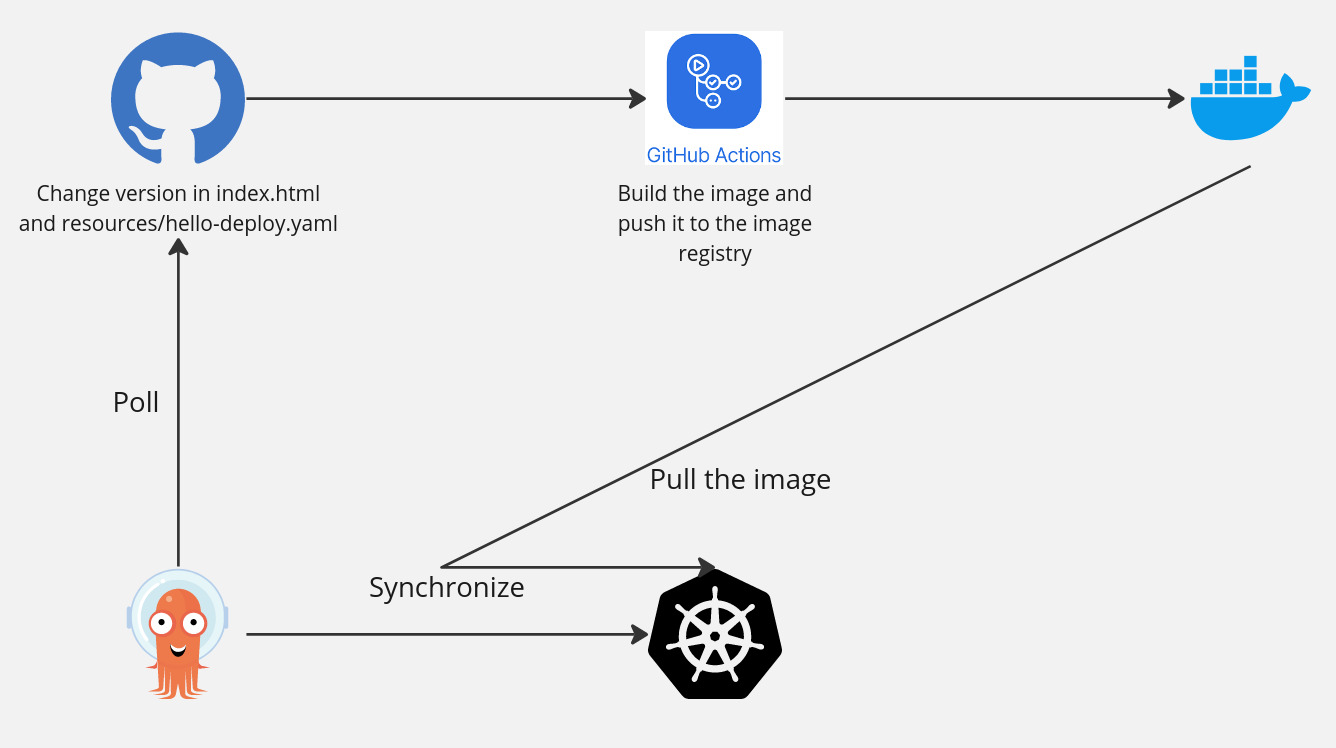 GitHub Actions
Change version in index.html
and resources/hello-deploy.yaml
Build the image and
push it to the image
registry
Poll
Pull the image
Synchronize